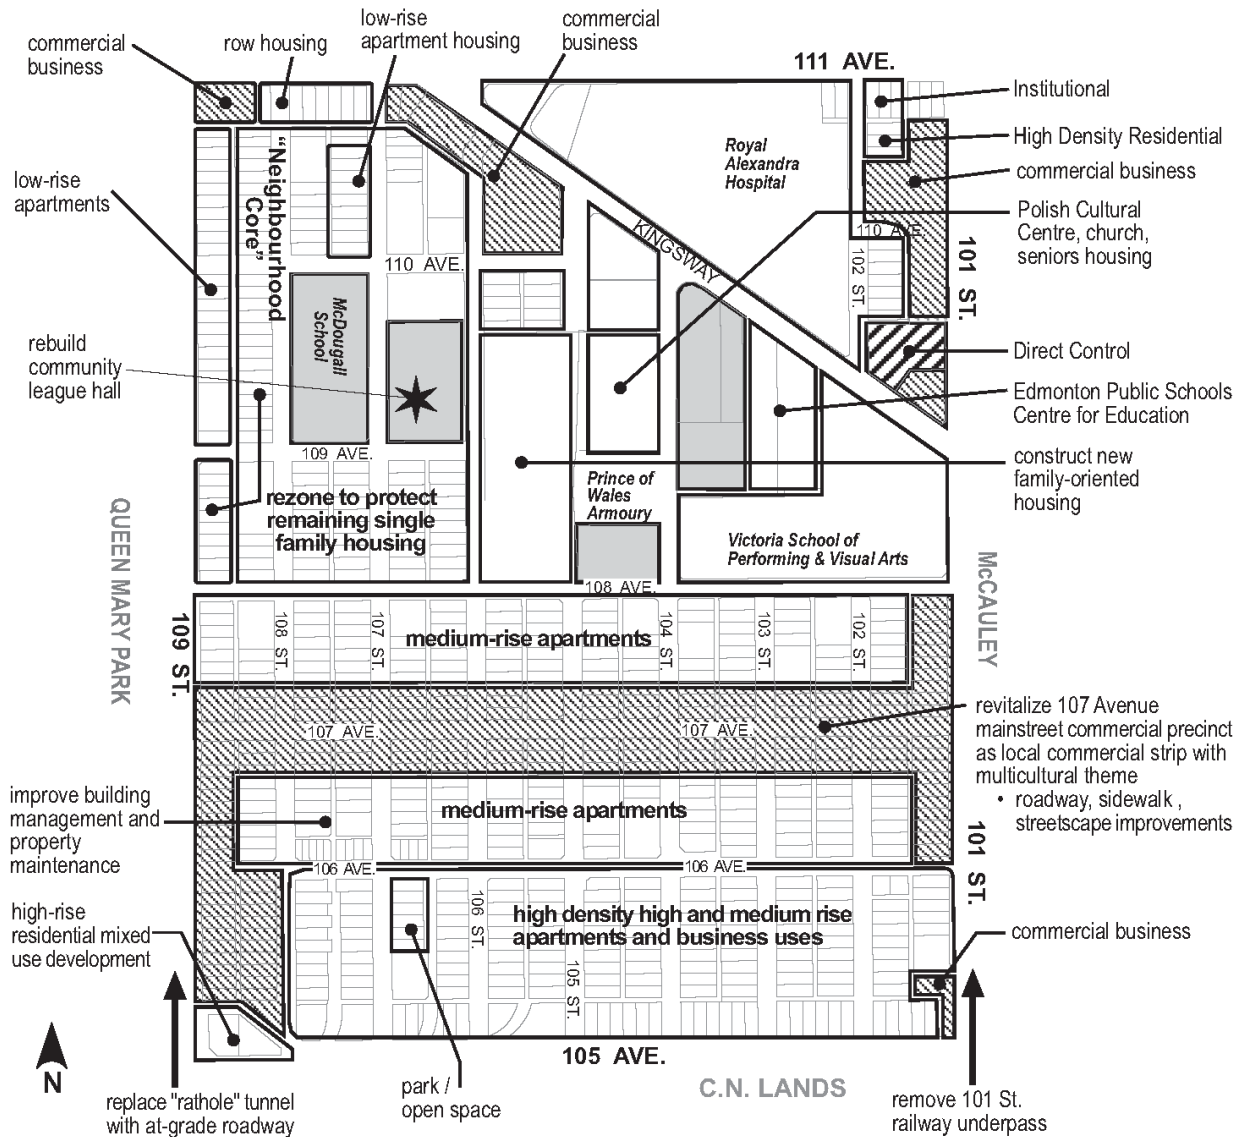 commercial
business
row housing
low-rise
apartment housing
commercial
business
111 AVE.
Institutional
High Density Residential
commercial business
Polish Cultural
Centre, church,
seniors housing
Royal
Alexandra
Hospital
low-rise
apartments
"Neighbourhood
Core"
110 AVE.
KINGSWAY
110 AVE.
102 ST.
101 ST.
McDougall
School
rebuild
community
league hall
Direct Control
Edmonton Public Schools
Centre for Education
construct new
family-oriented
housing
109 AVE.
rezone to protect
remaining single
family housing
Prince of
Wales
Armoury
Victoria School of
Performing & Visual Arts
QUEEN MARY PARK
McCAULEY
108 AVE.
109 ST.
108 ST.
107 ST.
medium-rise apartments
104 ST.
103 ST.
102 ST.
107 AVE.
107 AVE.
revitalize 107 Avenue
mainstreet commercial precinct
as local commercial strip with
multicultural theme
• roadway, sidewalk ,
streetscape improvements
improve building
management and
property
maintenance
medium-rise apartments
101 ST.
106 AVE.
106 AVE.
high-rise
residential mixed
use development
106 ST.
high density high and medium rise
apartments and business uses
105 ST.
commercial business
N
105 AVE.
C.N. LANDS
replace "rathole" tunnel
with at-grade roadway
park /
open space
remove 101 St.
railway underpass